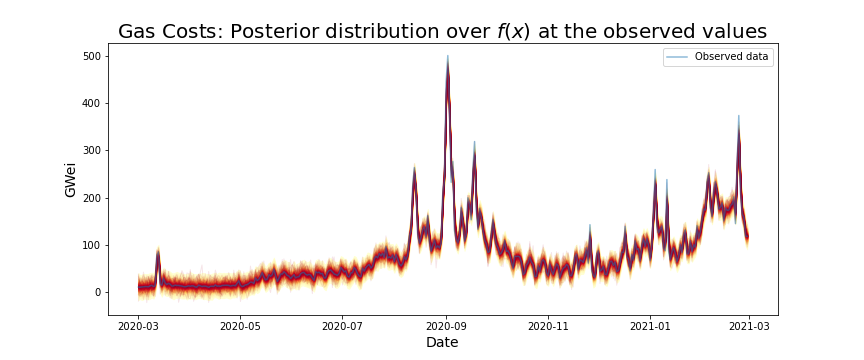 Gas Costs: Posterior distribution over f(x) at the observed values
Observed data
GWei
500
400
300
200
100
0
2020-03 2020-05 2020-07 2020-09 2020-11 2021-01 2021-03
Date